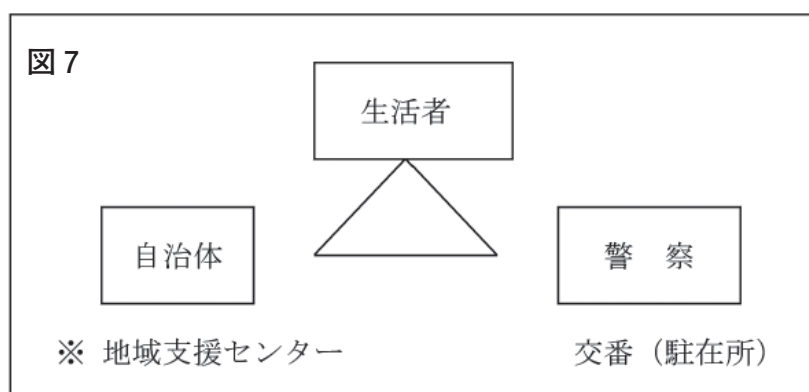 図7
生活者
自治体
警　察
※ 地域支援センター
交番（駐在所）